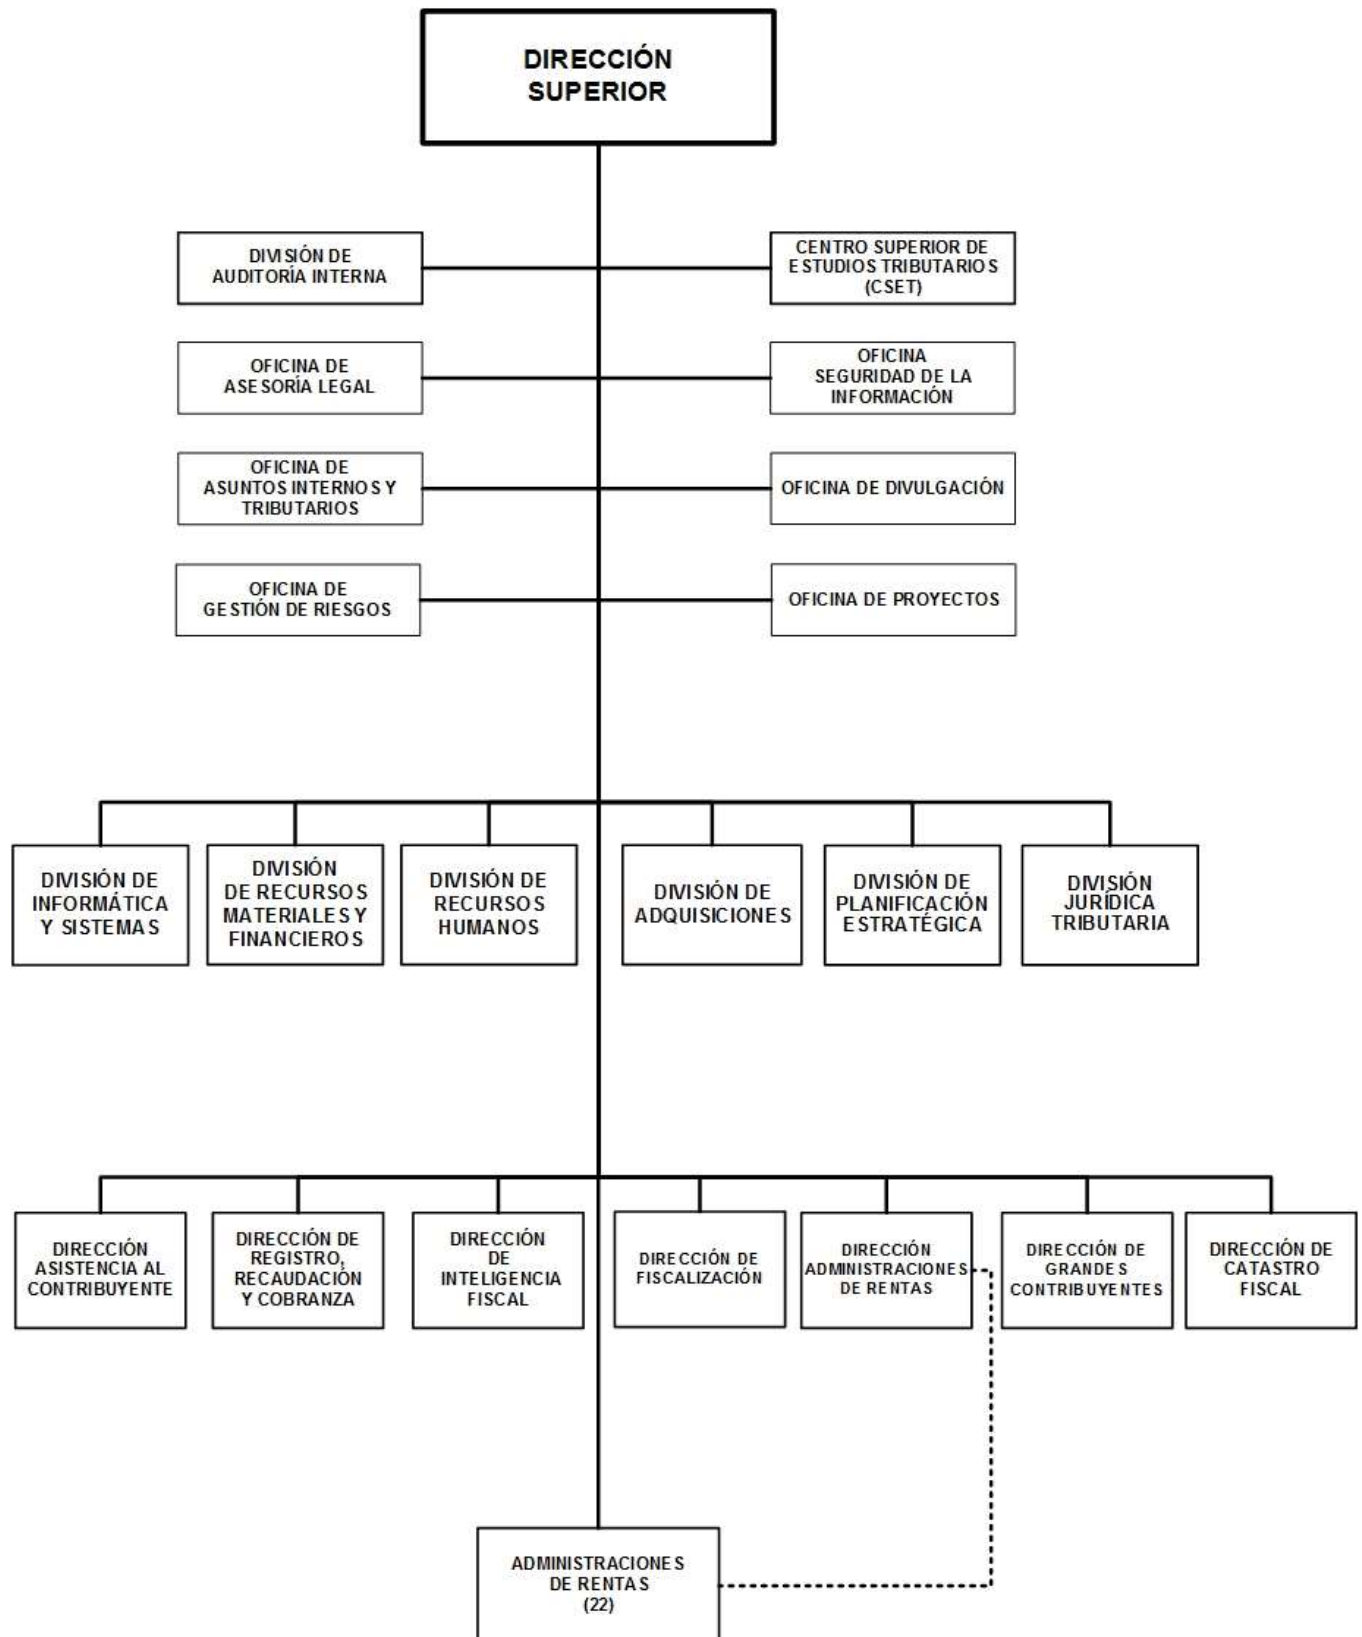 DIRECCIÓN
SUPERIOR
DIVISIÓN DE
AUDITORÍA INTERNA
CENTRO SUPERIOR DE
ESTUDIOS TRIBUTARIOS
(CSET)
OFICINA DE
ASESORÍA LEGAL
OFICINA
SEGURIDAD DE LA
INFORMACIÓN
OFICINA DE
ASUNTOS INTERNOS Y
TRIBUTARIOS
OFICINA DE DIVULGACIÓN
OFICINA DE
GESTIÓN DE RIESGOS
OFICINA DE PROYECTOS
DIVISIÓN DE
INFORMÁTICA
Y SISTEMAS
DIVISIÓN
DE RECURSOS
MATERIALES Y
FINANCIEROS
DIVISIÓN DE
RECURSOS
HUMANOS
DIVISIÓN DE
ADQUISICIONES
DIVISIÓN DE
PLANIFICACIÓN
ESTRATÉGICA
DIVISIÓN
JURÍDICA
TRIBUTARIA
DIRECCIÓN
ASISTENCIA AL
CONTRIBUYENTE
DIRECCIÓN DE
REGISTRO,
RECAUDACIÓN
Y COBRANZA
DIRECCIÓN
DE
INTELIGENCIA
FISCAL
DIRECCIÓN DE
FISCALIZACIÓN
DIRECCIÓN
ADMINISTRACIONES
DE RENTAS
DIRECCIÓN DE
GRANDES
CONTRIBUYENTES
DIRECCIÓN DE
CATASTRO
FISCAL
ADMINISTRACIONES
DE RENTAS
(22)